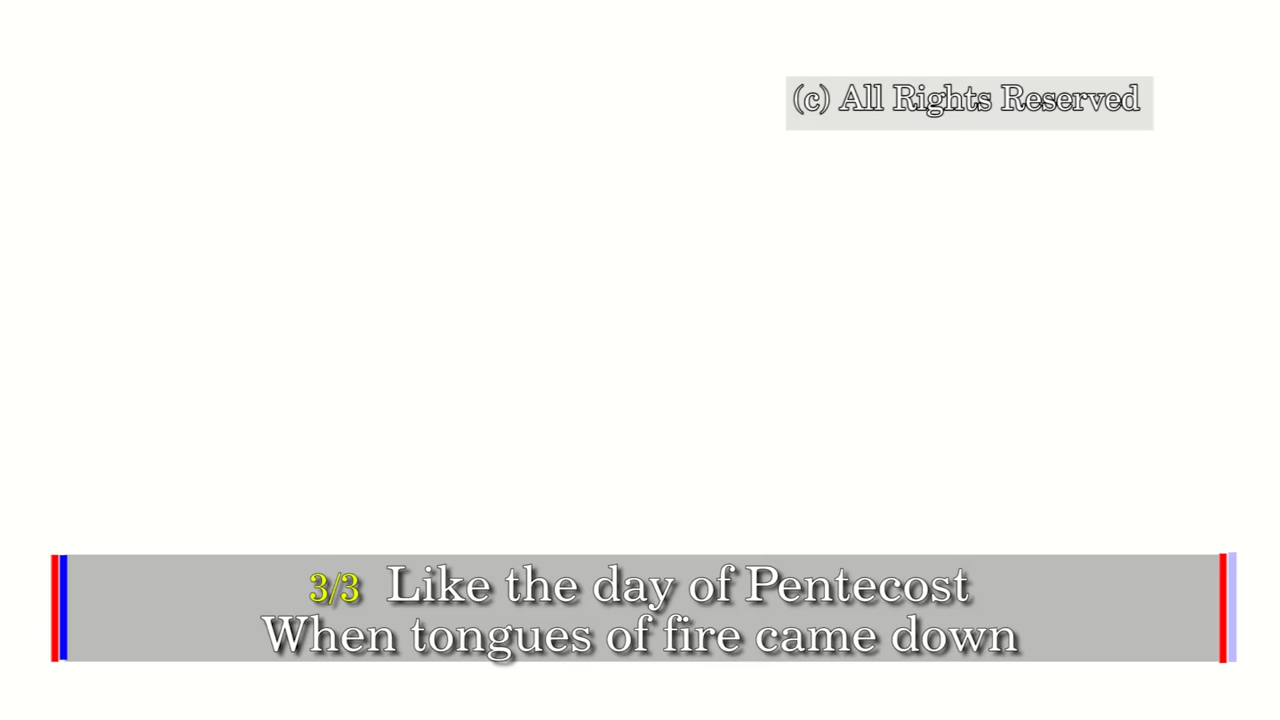 (c) All Rights Reserved
3/3 Like the day of Pentecost
When tongues of fire came down